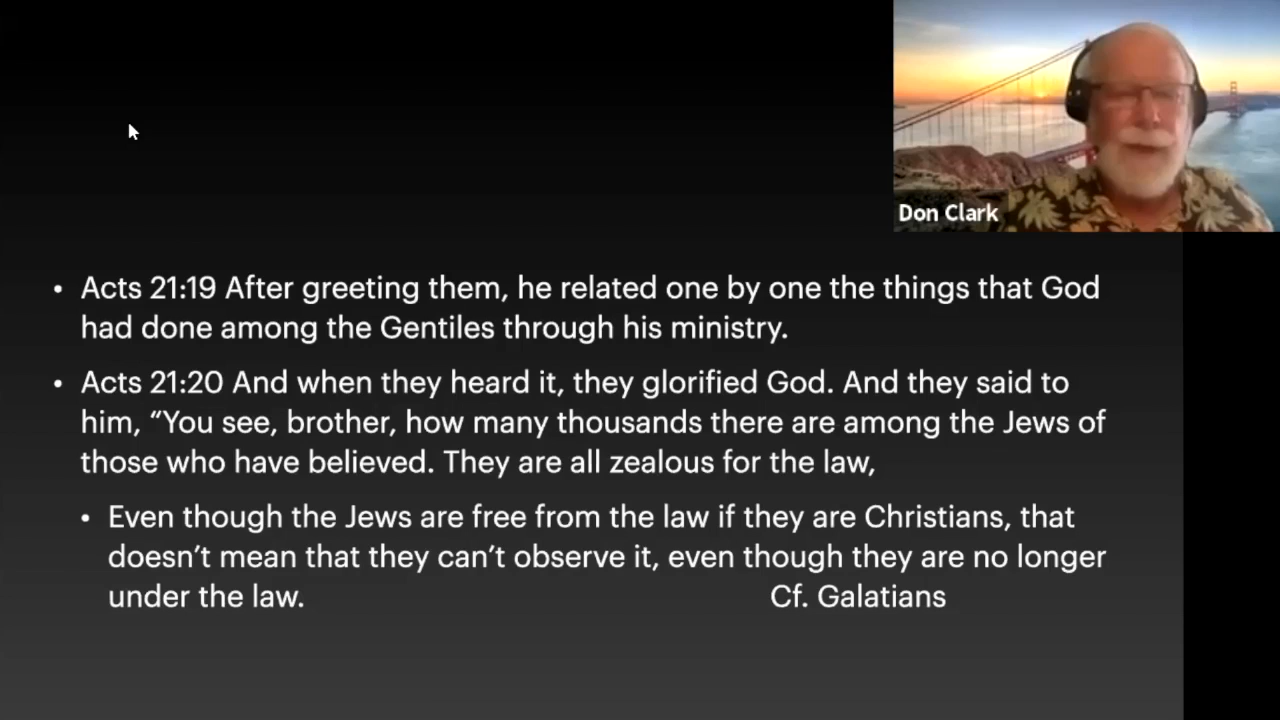 Don Clark
• Acts 21:19 After greeting them, he related one by one the things that God
had done among the Gentiles through his ministry.
• Acts 21:20 And when they heard it, they glorified God. And they said to
him, “You see, brother, how many thousands there are among the Jews of
those who have believed. They are all zealous for the law,
• Even though the Jews are free from the law if they are Christians, that
doesn’t mean that they can’t observe it, even though they are no longer
under the law. Cf. Galatians